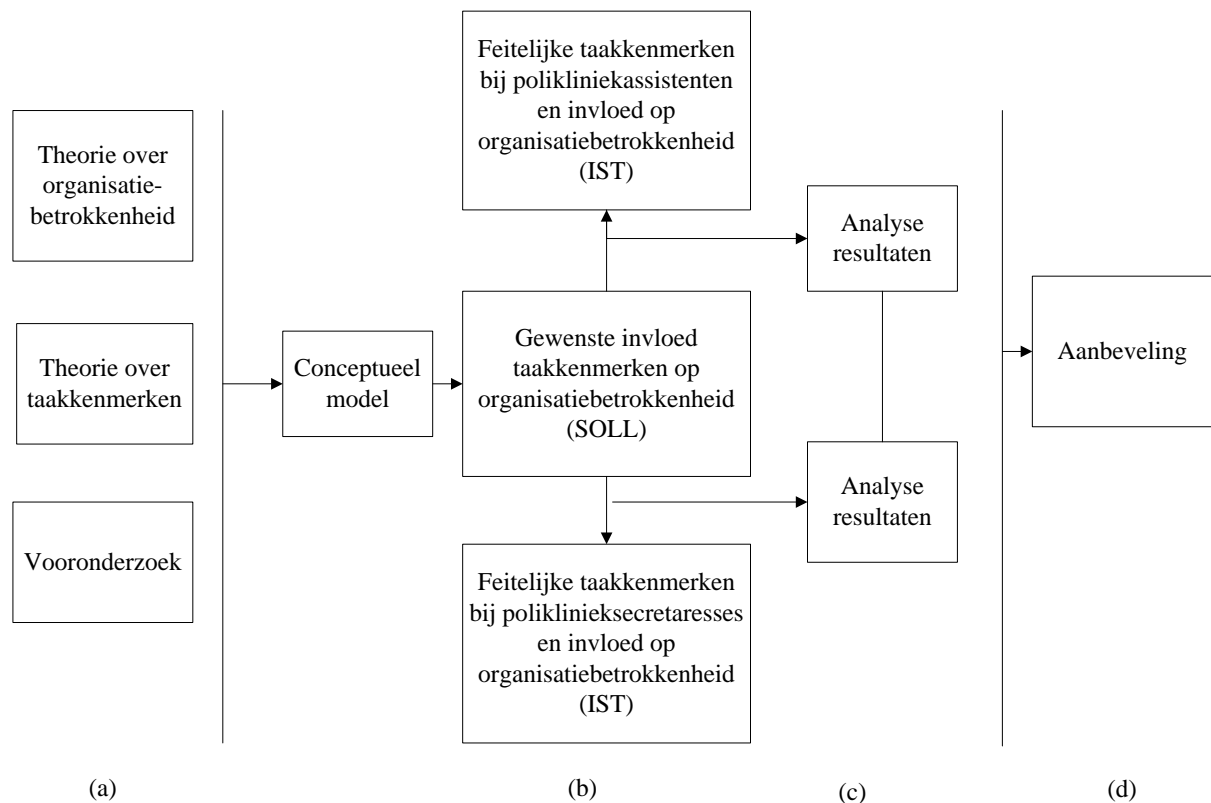 Theorie over
organisatie-
betrokkenheid
Theorie over
taakkenmerken
Vooronderzoek
Conceptueel
model
Feitelijke taakkenmerken
bij polikliniekassistenten
en invloed op
organisatiebetrokkenheid
(IST)
Gewenste invloed
taakkenmerken op
organisatiebetrokkenheid
(SOLL)
Feitelijke taakkenmerken
bij poliklinieksecretaresses
en invloed op
organisatiebetrokkenheid
(IST)
Analyse
resultaten
Analyse
resultaten
Aanbeveling
(a)
(b)
(c)
(d)